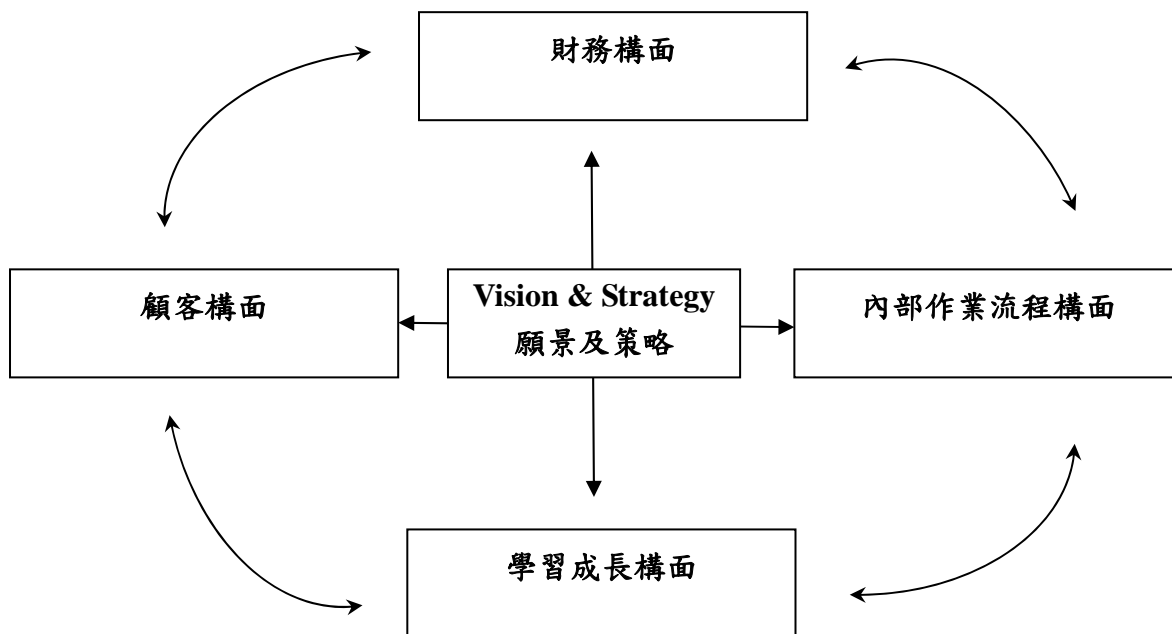 財務構面
顧客構面
Vision & Strategy
願景及策略
內部作業流程構面
學習成長構面